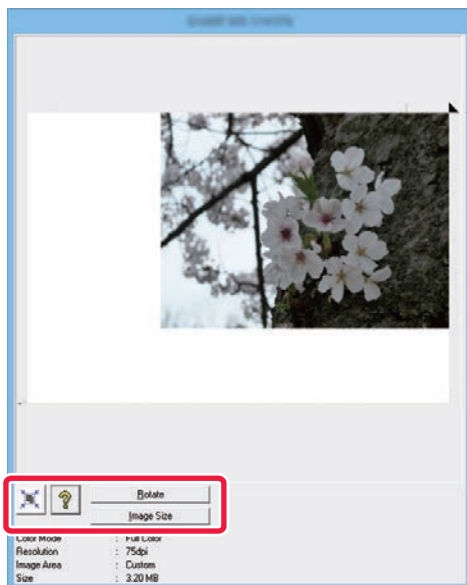 Rotate
Image Size
Color Mode : Full Color
Resolution : 75dpi
Image Area : Custom
Size : 3.20 MB